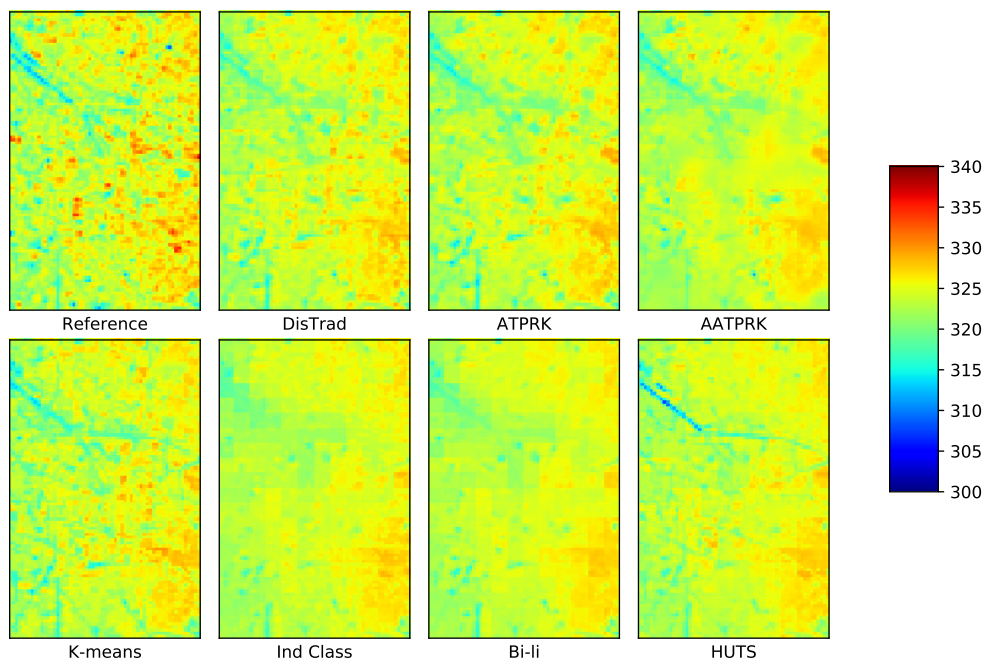 Reference
DisTrad
ATPRK
AATPRK
340
335
330
325
320
315
310
305
300
K-means
Ind Class
Bi-li
HUTS